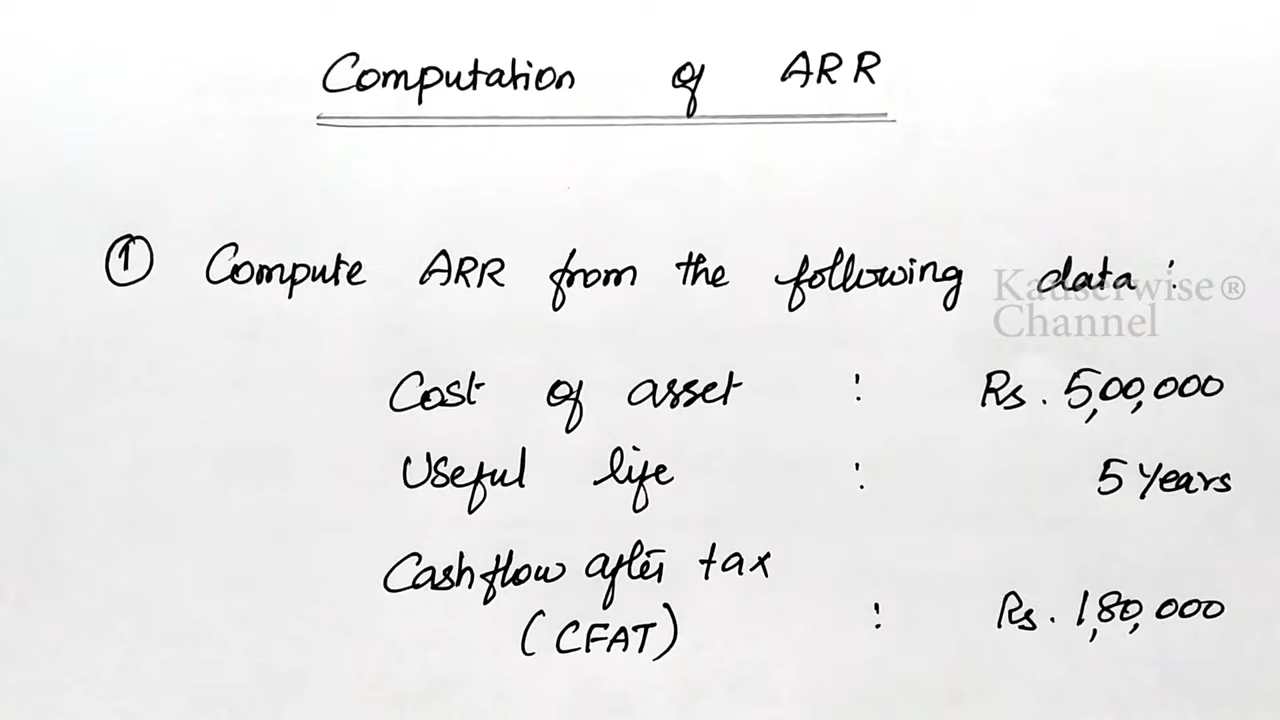 Computation of ARR
① Compute ARR from the following data:
Kauserwise®
Channel
Cost of asset : Rs. 5,00,000
Useful life : 5 Years
Cashflow after tax
(CFAT) : Rs. 1,80,000